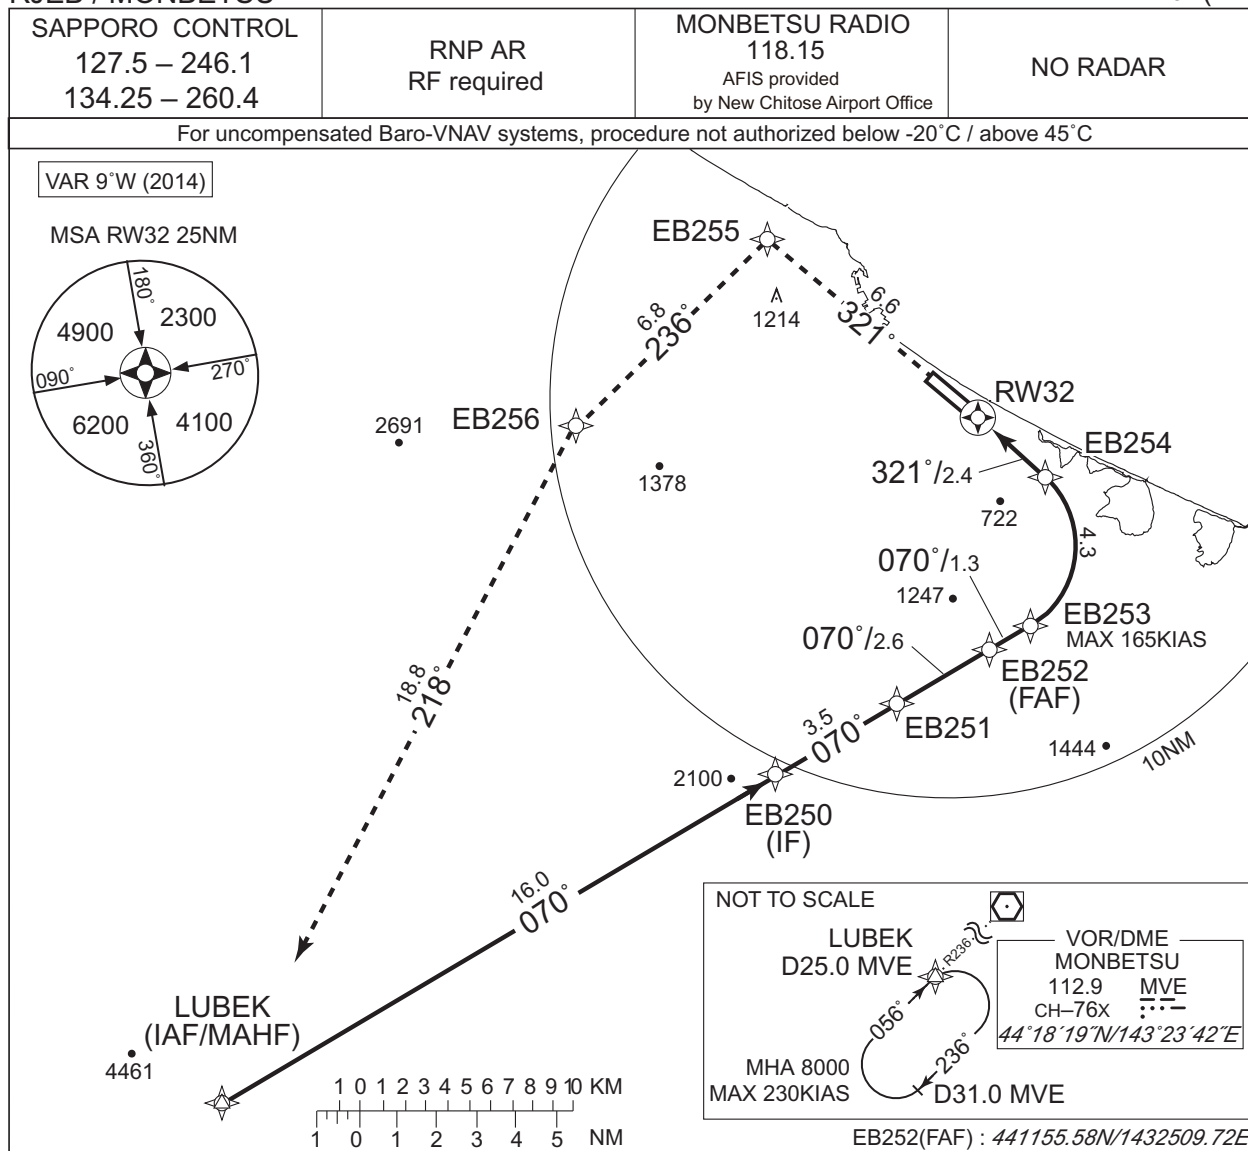 SAPPORO CONTROL
127.5 – 246.1
134.25 – 260.4
RNP AR
RF required
MONBETSU RADIO
118.15
AFIS provided
by New Chitose Airport Office
NO RADAR
For uncompensated Baro-VNAV systems, procedure not authorized below -20˚C / above 45˚C
VAR 9˚W (2014)
MSA RW32 25NM
180˚
4900
2300
090˚
270˚
6200
4100
360˚
EB255
6.8
236˚
1214
6.6
321˚
RW32
EB256
2691
1378
EB254
321˚/2.4
722
4.3
070˚/1.3
1247
EB253
MAX 165KIAS
070˚/2.6
EB252
(FAF)
18.8
218˚
3.5
070˚
EB251
1444
10NM
2100
EB250
(IF)
16.0
070˚
LUBEK
(IAF/MAHF)
4461
1 0 1 2 3 4 5 6 7 8 9 10 KM
1 0 1 2 3 4 5 NM
NOT TO SCALE
LUBEK
D25.0 MVE
R236
056˚
236˚
MHA 8000
MAX 230KIAS
D31.0 MVE
VOR/DME
MONBETSU
112.9 MVE
CH–76X
44˚18´19˝N/143˚23´42˝E
EB252(FAF) : 441155.58N/1432509.72E